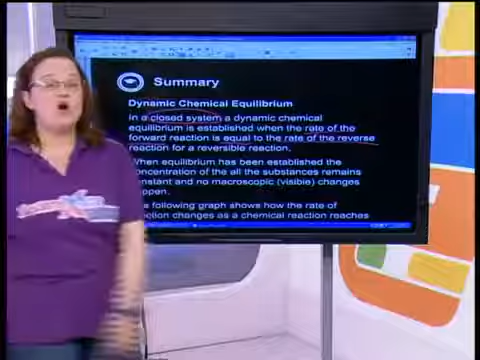 Summary
Dynamic Chemical Equilibrium
In a closed system a dynamic chemical
equilibrium is established when the rate of the
forward reaction is equal to the rate of the reverse
reaction for a reversible reaction.
When equilibrium has been established the
concentration of the all the substances remains
constant and no macroscopic (visible) changes
happen.
following graph shows how the rate of
reaction changes as a chemical reaction reaches